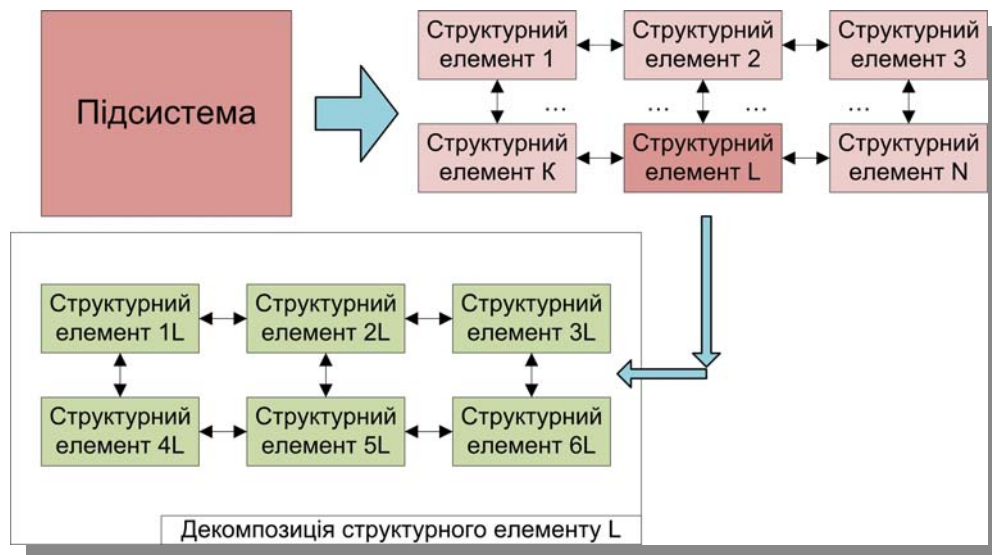 Підсистема
Структурний
елемент 1
Структурний
елемент 2
Структурний
елемент 3
... ... ... ...
Структурний
елемент К
Структурний
елемент L
Структурний
елемент N
Структурний
елемент 1L
Структурний
елемент 2L
Структурний
елемент 3L
Структурний
елемент 4L
Структурний
елемент 5L
Структурний
елемент 6L
Декомпозиція структурного елементу L